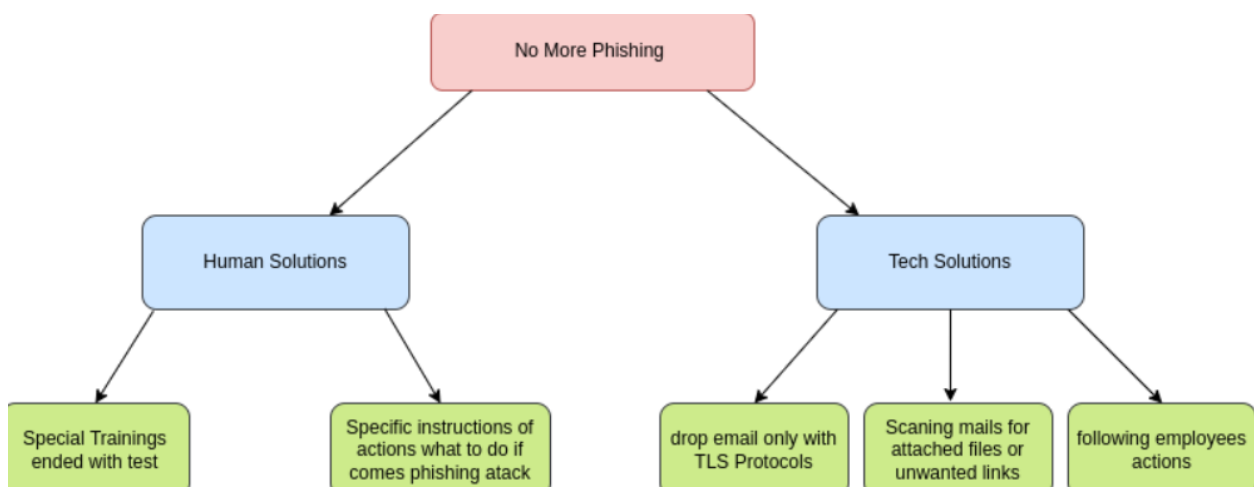 No More Phishing
Human Solutions
Tech Solutions
Special Trainings
ended with test
Specific instructions of
actions what to do if
comes phishing atack
drop email only with
TLS Protocols
Scaning mails for
attached files or
unwanted links
following employees
actions